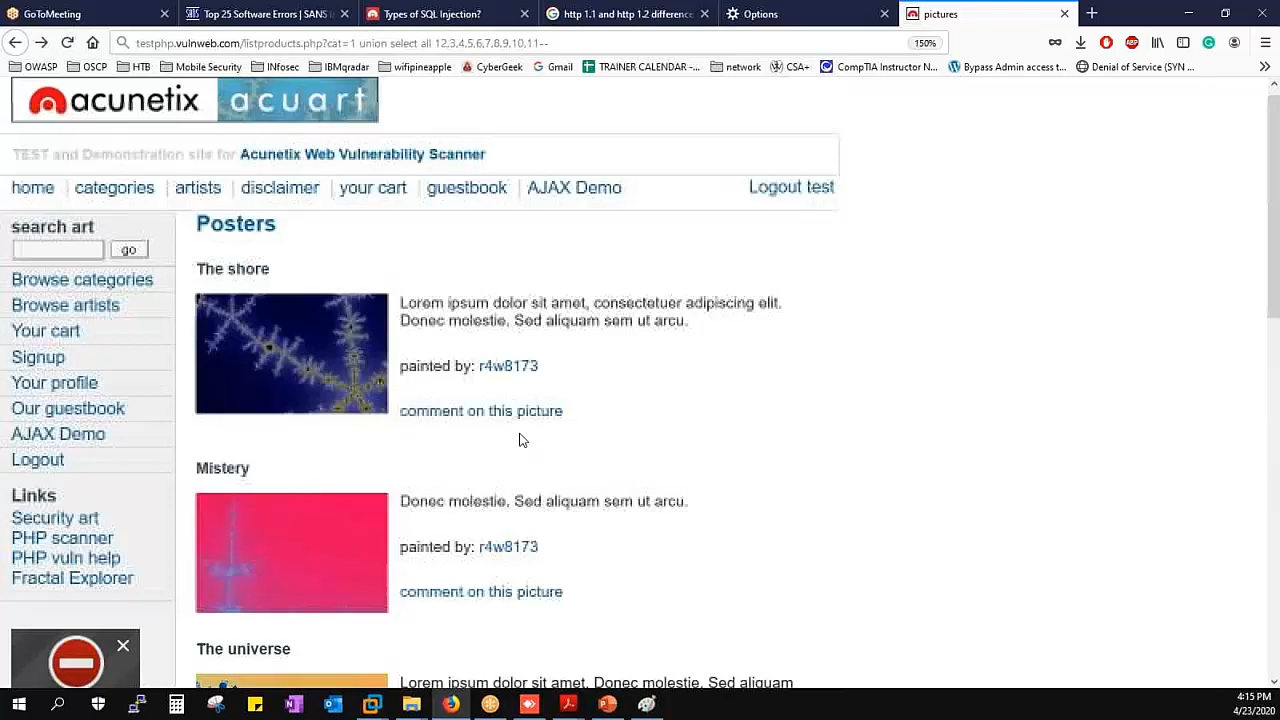 GoToMeeting
Top 25 Software Errors | SANS I
Types of SQL Injection?
http 1.1 and http 1.2 difference
Options
pictures
testphp.vulnweb.com/listproducts.php?cat=1 union select all 12,3,4,5,6,7,8,9,10,11--
150%
OWASP
OSCP
HTB
Mobile Security
INfosec
IBMqradar
wifipineapple
CyberGeek
Gmail
TRAINER CALENDAR -...
network
CSA+
CompTIA Instructor N...
Bypass Admin access t...
Denial of Service (SYN ...
acunetix acuart
TEST and Demonstration site for Acunetix Web Vulnerability Scanner
home categories artists disclaimer your cart guestbook AJAX Demo Logout test
search art
go
Browse categories
Browse artists
Your cart
Signup
Your profile
Our guestbook
AJAX Demo
Logout
Links
Security art
PHP scanner
PHP vuln help
Fractal Explorer
Posters
The shore
Lorem ipsum dolor sit amet, consectetuer adipiscing elit.
Donec molestie. Sed aliquam sem ut arcu.
painted by: r4w8173
comment on this picture
Mistery
Donec molestie. Sed aliquam sem ut arcu.
painted by: r4w8173
comment on this picture
The universe
Lorem ipsum dolor sit amet. Donec molestie. Sed aliquam
4:15 PM
4/23/2020